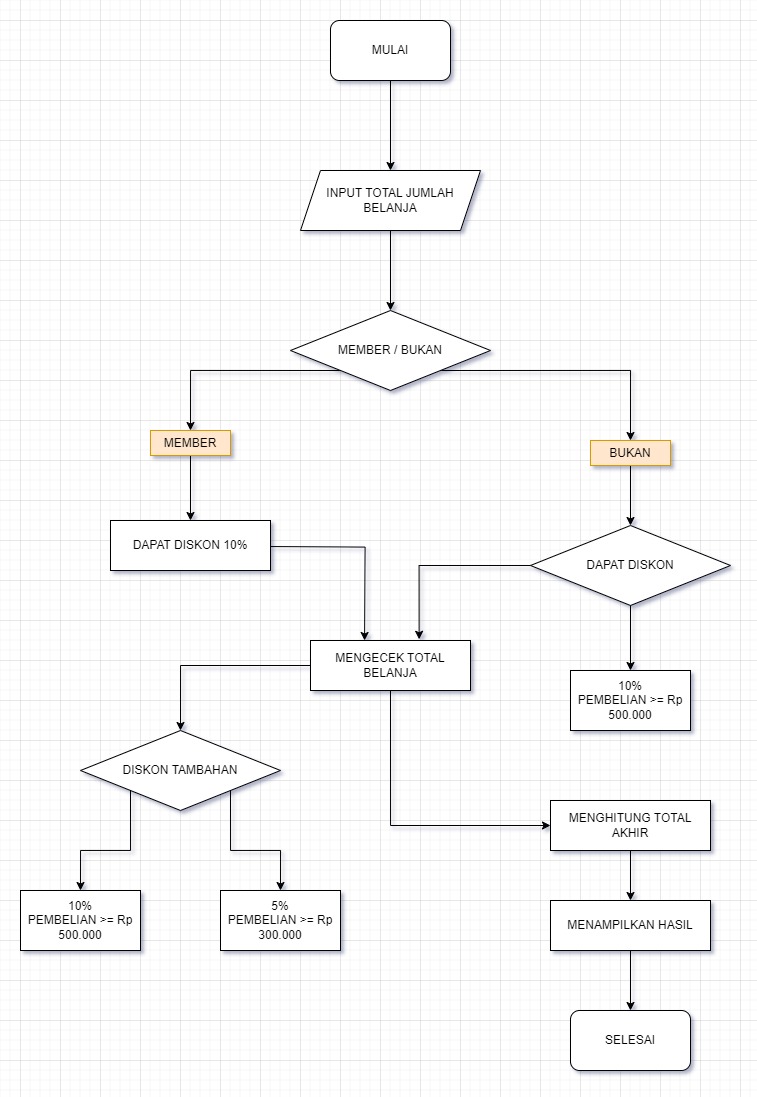 MULAI
INPUT TOTAL JUMLAH
BELANJA
MEMBER / BUKAN
MEMBER
BUKAN
DAPAT DISKON 10%
DAPAT DISKON
MENGECEK TOTAL
BELANJA
10%
PEMBELIAN >= Rp
500.000
DISKON TAMBAHAN
MENGHITUNG TOTAL
AKHIR
10%
PEMBELIAN >= Rp
500.000
5%
PEMBELIAN >= Rp
300.000
MENAMPILKAN HASIL
SELESAI